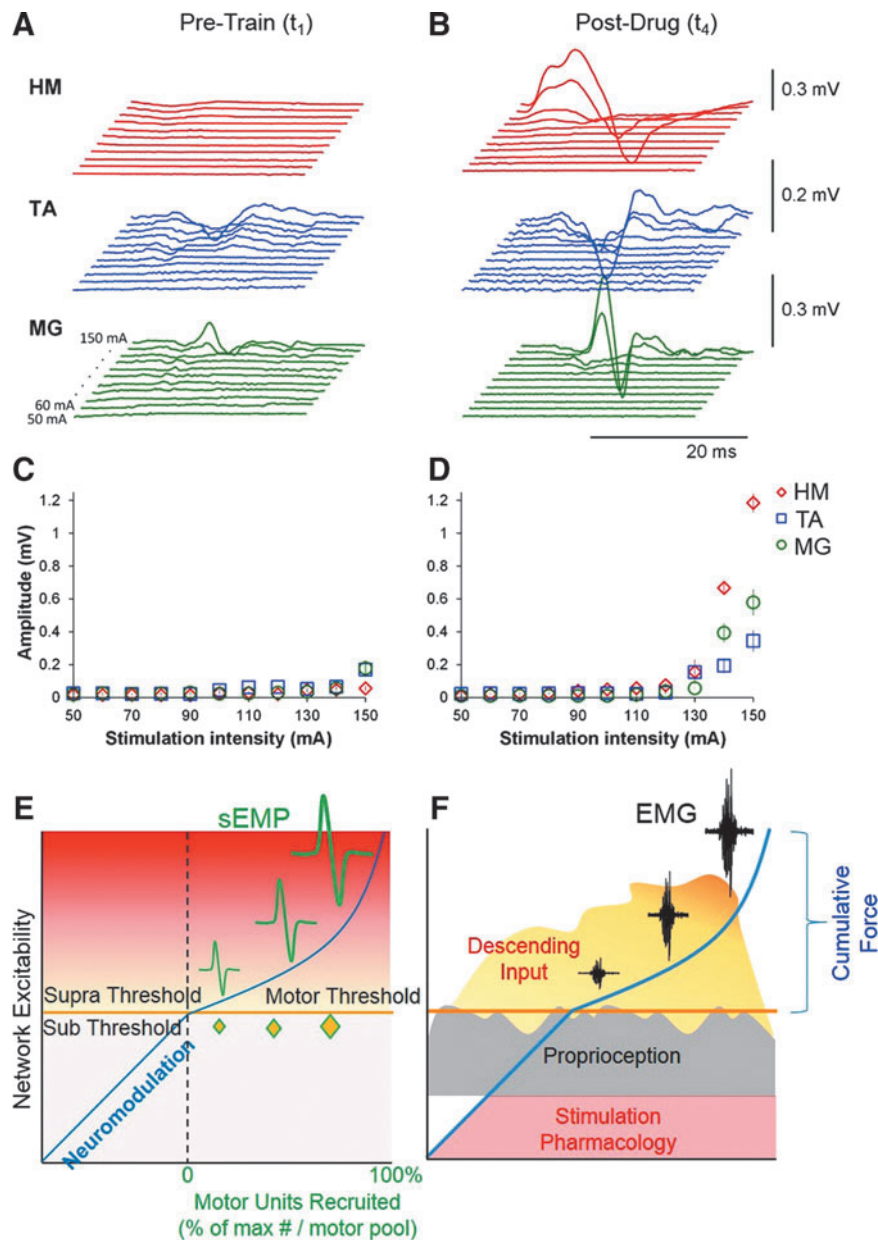 A Pre-Train (t₁)
B Post-Drug (t₄)
HM
0.3 mV
TA
0.2 mV
MG
150 mA
60 mA
50 mA
0.3 mV
20 ms
C
Amplitude (mV)
1.2
1
0.8
0.6
0.4
0.2
0
50 70 90 110 130 150
Stimulation intensity (mA)
D
1.2
1
0.8
0.6
0.4
0.2
0
50 70 90 110 130 150
Stimulation intensity (mA)
HM
TA
MG
E
sEMP
Network Excitability
Supra Threshold
Motor Threshold
Sub Threshold
Neuromodulation
0 100%
Motor Units Recruited
(% of max # / motor pool)
F
EMG
Descending
Input
Cumulative
Force
Proprioception
Stimulation
Pharmacology